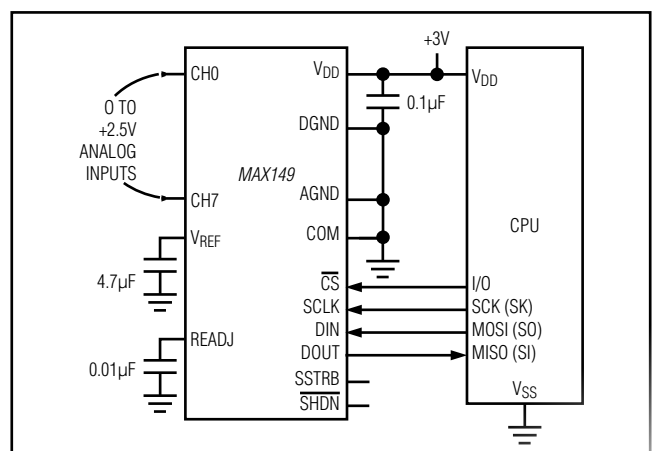 +3V
CH0
VDD
VDD
0.1µF
0 TO
+2.5V
ANALOG
INPUTS
DGND
MAX149
AGND
CH7
CPU
VREF
COM
4.7µF
CS
I/O
SCLK
SCK (SK)
DIN
MOSI (SO)
READJ
DOUT
MISO (SI)
0.01µF
SSTRB
SHDN
VSS